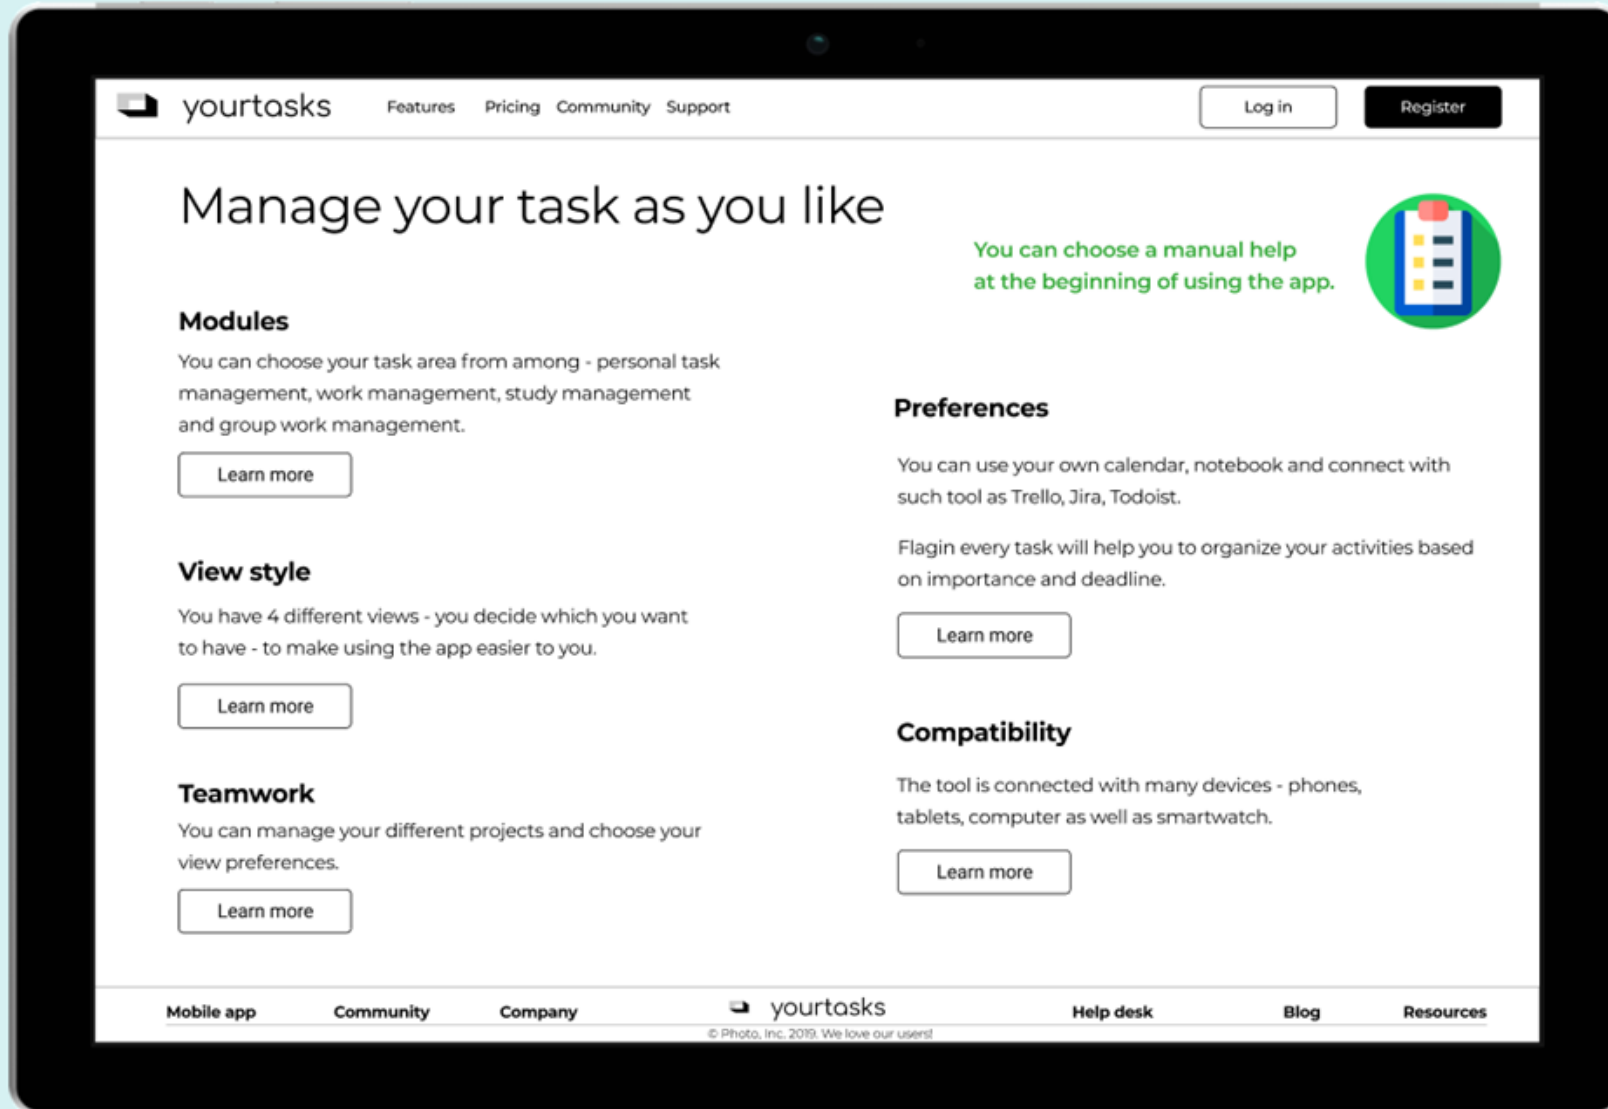 yourtasks
Features Pricing Community Support
Log in
Register
Manage your task as you like
You can choose a manual help
at the beginning of using the app.
Modules
You can choose your task area from among - personal task
management, work management, study management
and group work management.
Learn more
View style
You have 4 different views - you decide which you want
to have - to make using the app easier to you.
Learn more
Teamwork
You can manage your different projects and choose your
view preferences.
Learn more
Preferences
You can use your own calendar, notebook and connect with
such tool as Trello, Jira, Todoist.
Flagin every task will help you to organize your activities based
on importance and deadline.
Learn more
Compatibility
The tool is connected with many devices - phones,
tablets, computer as well as smartwatch.
Learn more
Mobile app Community Company yourtasks Help desk Blog Resources
© Photo, Inc. 2019. We love our users!